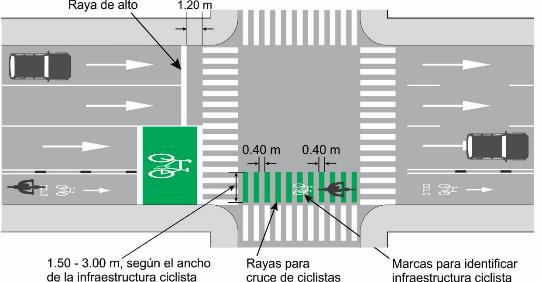 Raya de alto
1.20 m
0.40 m
0.40 m
1.50 - 3.00 m, según el ancho
de la infraestructura ciclista
Rayas para
cruce de ciclistas
Marcas para identificar
infraestructura ciclista